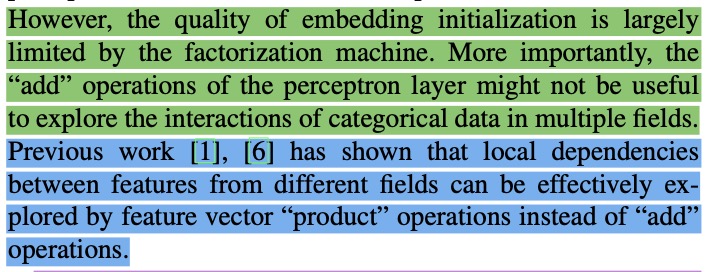 However, the quality of embedding initialization is largely
limited by the factorization machine. More importantly, the
“add” operations of the perceptron layer might not be useful
to explore the interactions of categorical data in multiple fields.
Previous work [1], [6] has shown that local dependencies
between features from different fields can be effectively ex-
plored by feature vector “product” operations instead of “add”
operations.